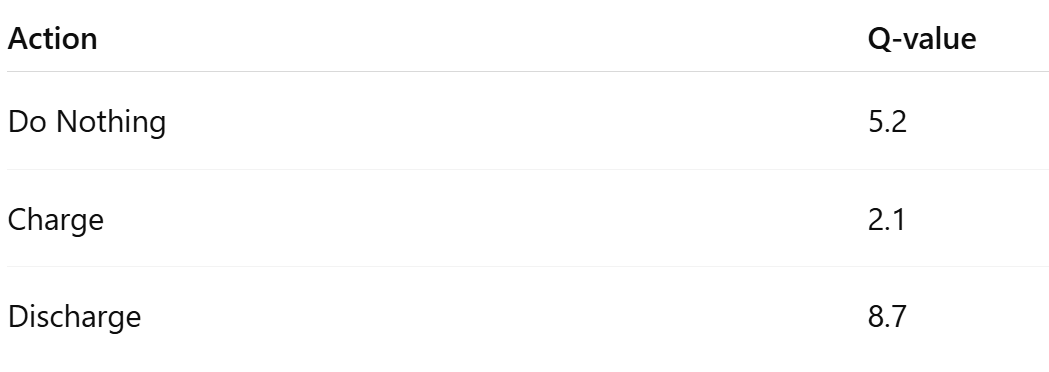 Action Q-value
Do Nothing 5.2
Charge 2.1
Discharge 8.7